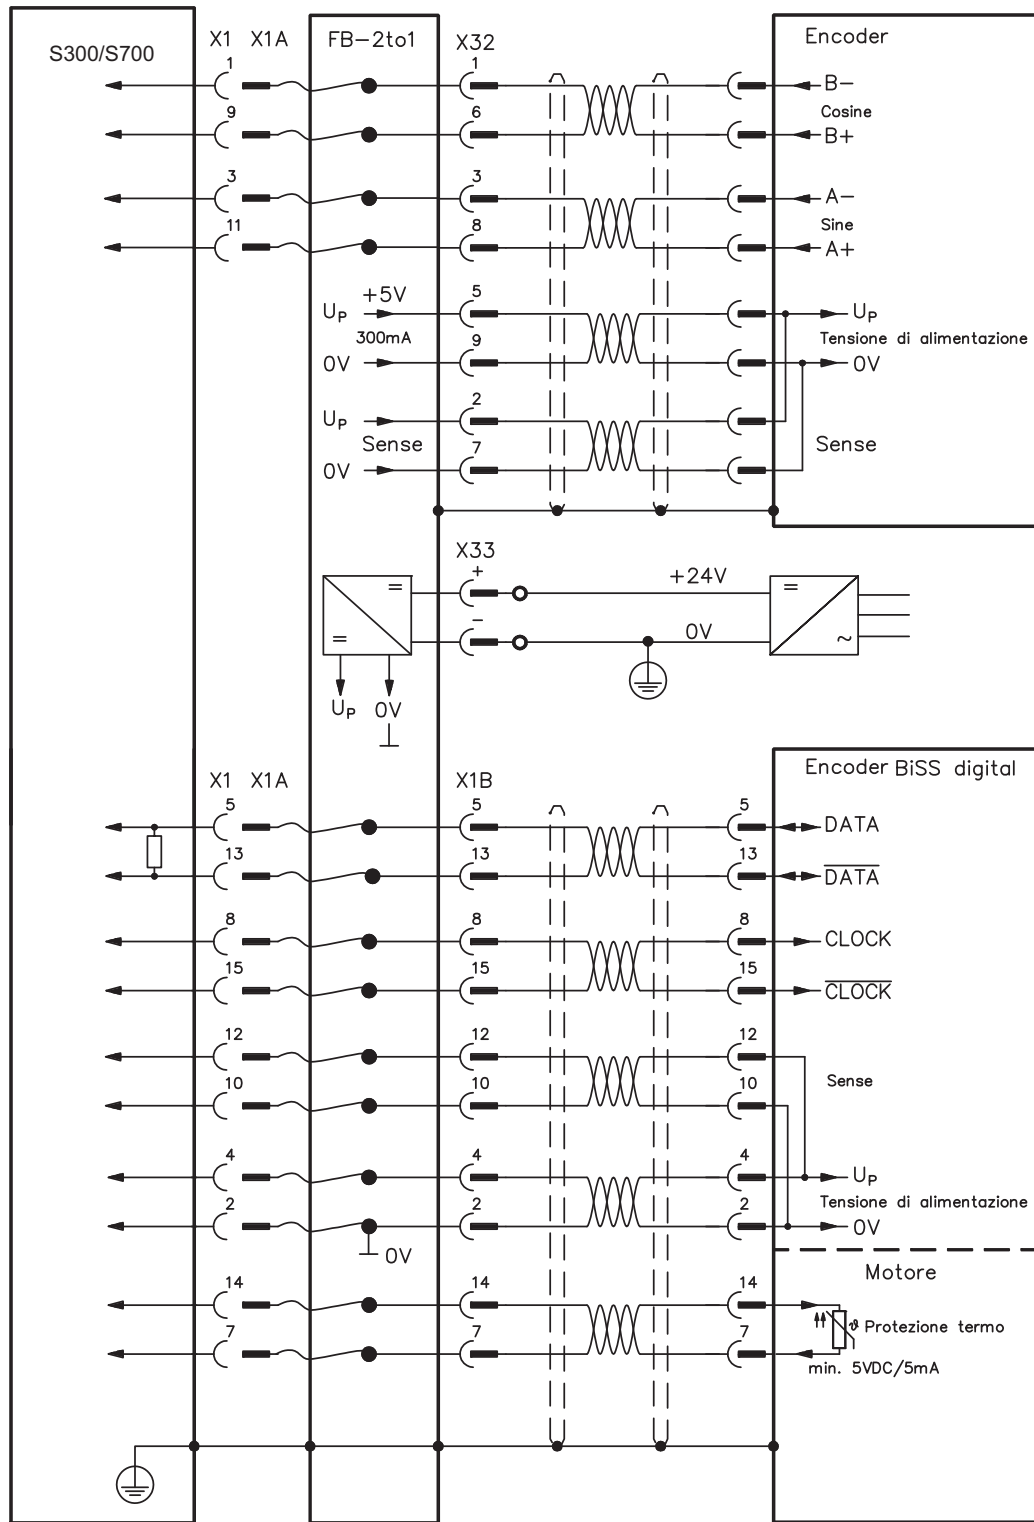 S300/S700
X1 X1A FB-2to1 X32 Encoder
1 1 B-
Cosine
9 6 B+
3 3 A-
Sine
11 8 A+
UP +5V 5 UP
300mA Tensione di alimentazione
0V 9 0V
UP 2
Sense Sense
0V 7
X33
+ +24V
= =
- 0V
= ~
UP 0V
X1 X1A X1B Encoder BiSS digital
5 5 5 DATA
13 13 13 DATA
8 8 8 CLOCK
15 15 15 CLOCK
12 12 12
Sense
10 10 10
4 4 4 UP
Tensione di alimentazione
2 2 2 0V
0V
Motore
14 14 14
ϑ Protezione termo
7 7 7
min. 5VDC/5mA